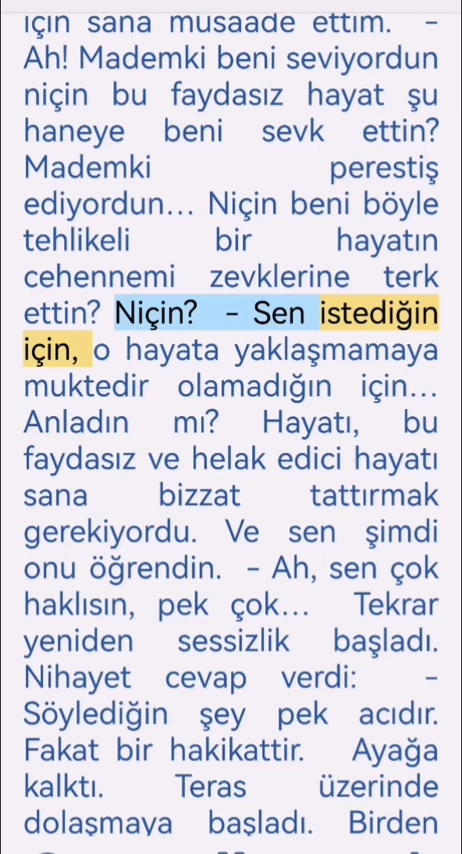 için sana müsaade ettim. –
Ah! Mademki beni seviyordun
niçin bu faydasız hayat şu
haneye beni sevk ettin?
Mademki perestiş
ediyordun... Niçin beni böyle
tehlikeli bir hayatın
cehennemi zevklerine terk
ettin? Niçin? – Sen istediğin
için, o hayata yaklaşmamaya
muktedir olamadığın için...
Anladın mı? Hayatı, bu
faydasız ve helak edici hayatı
sana bizzat tattırmak
gerekiyordu. Ve sen şimdi
onu öğrendin. – Ah, sen çok
haklısın, pek çok... Tekrar
yeniden sessizlik başladı.
Nihayet cevap verdi: –
Söylediğin şey pek acıdır.
Fakat bir hakikattir. Ayağa
kalktı. Teras üzerinde
dolaşmaya başladı. Birden